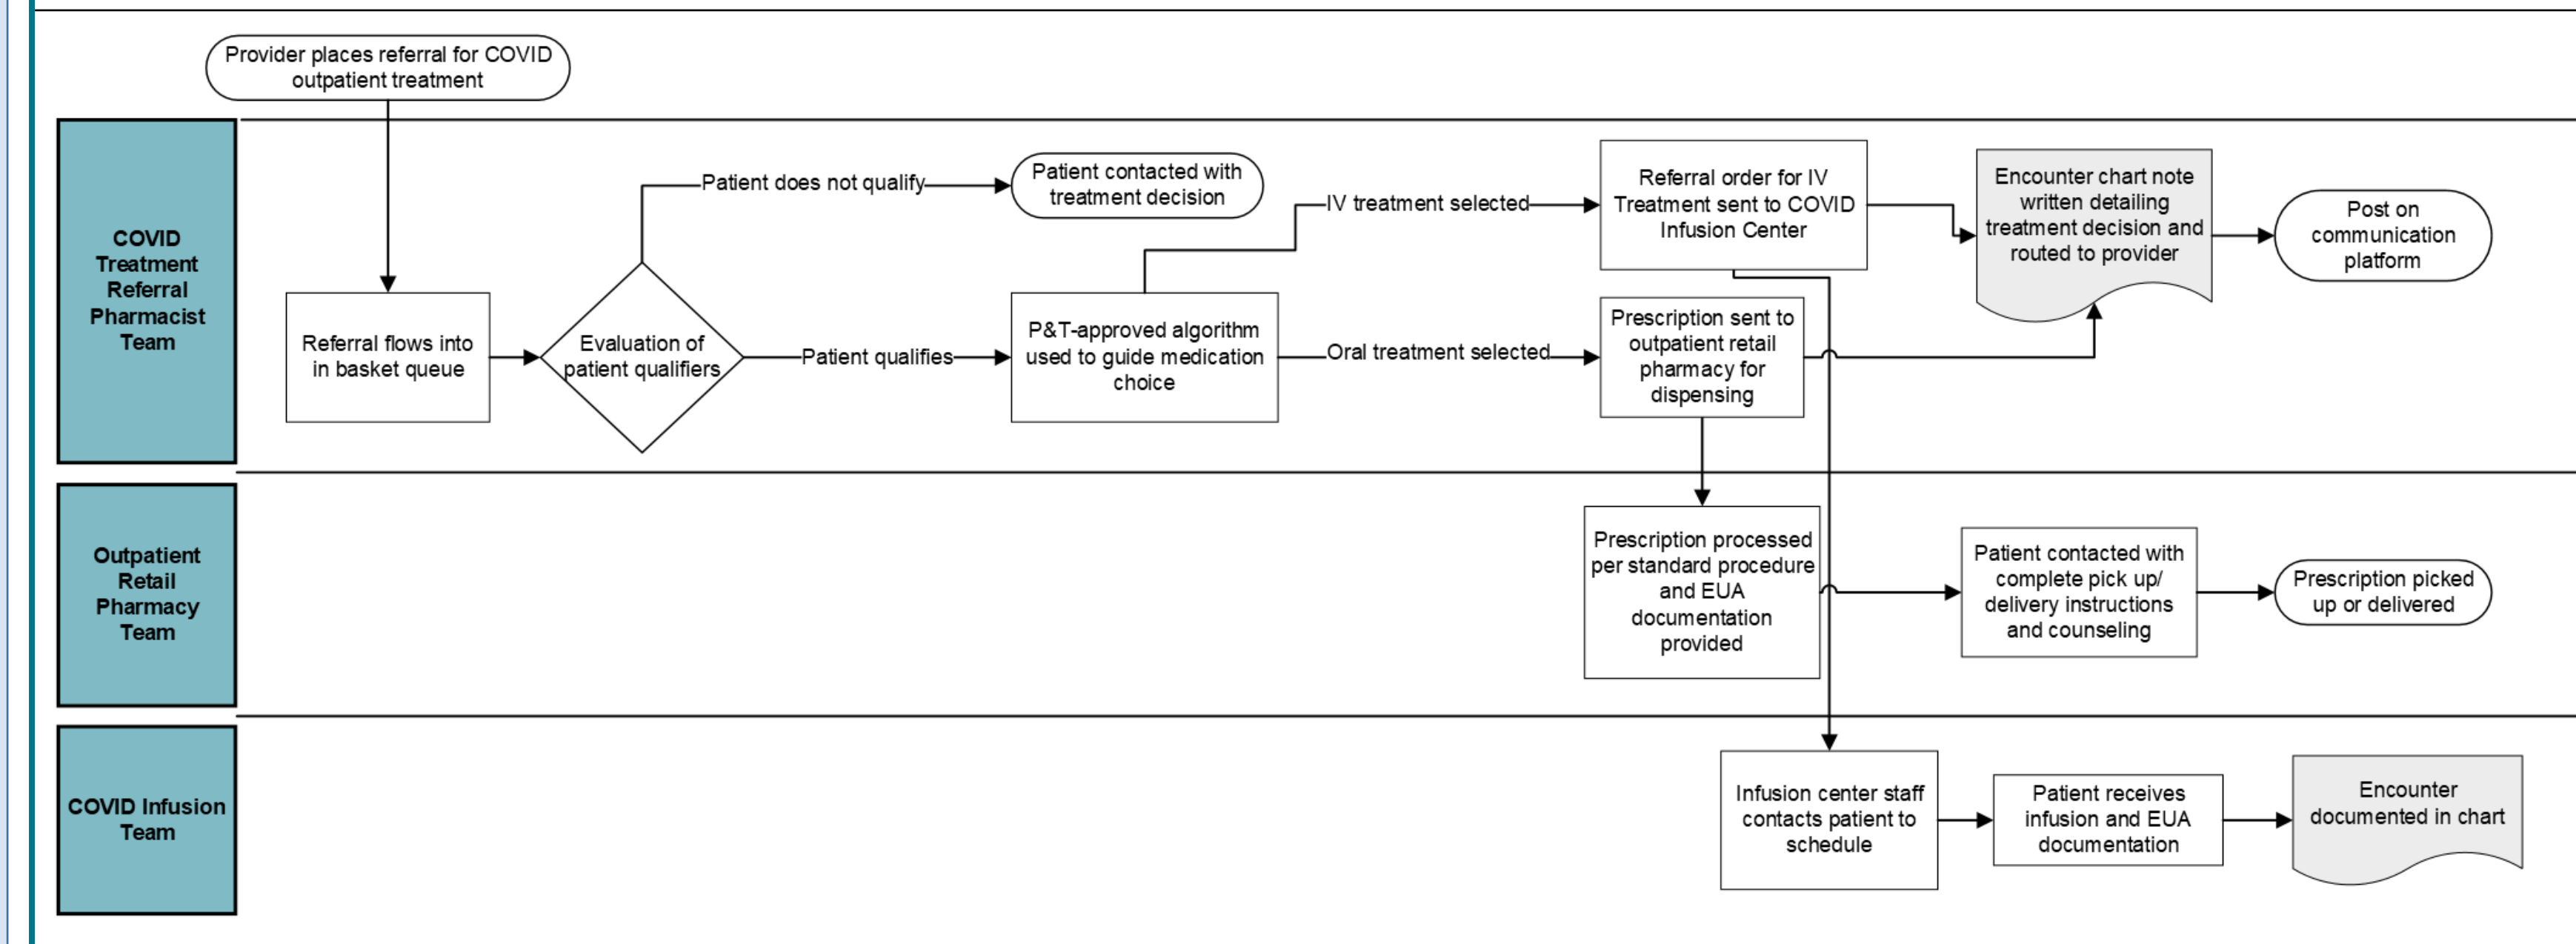 Provider places referral for COVID
outpatient treatment
COVID
Treatment
Referral
Pharmacist
Team
Referral flows into
in basket queue
Evaluation of
patient qualifiers
Patient does not qualify
Patient contacted with
treatment decision
Patient qualifies
P&T-approved algorithm
used to guide medication
choice
IV treatment selected
Referral order for IV
Treatment sent to COVID
Infusion Center
Oral treatment selected
Prescription sent to
outpatient retail
pharmacy for
dispensing
Encounter chart note
written detailing
treatment decision and
routed to provider
Post on
communication
platform
Outpatient
Retail
Pharmacy
Team
Prescription processed
per standard procedure
and EUA
documentation
provided
Patient contacted with
complete pick up/
delivery instructions
and counseling
Prescription picked
up or delivered
COVID Infusion
Team
Infusion center staff
contacts patient to
schedule
Patient receives
infusion and EUA
documentation
Encounter
documented in chart